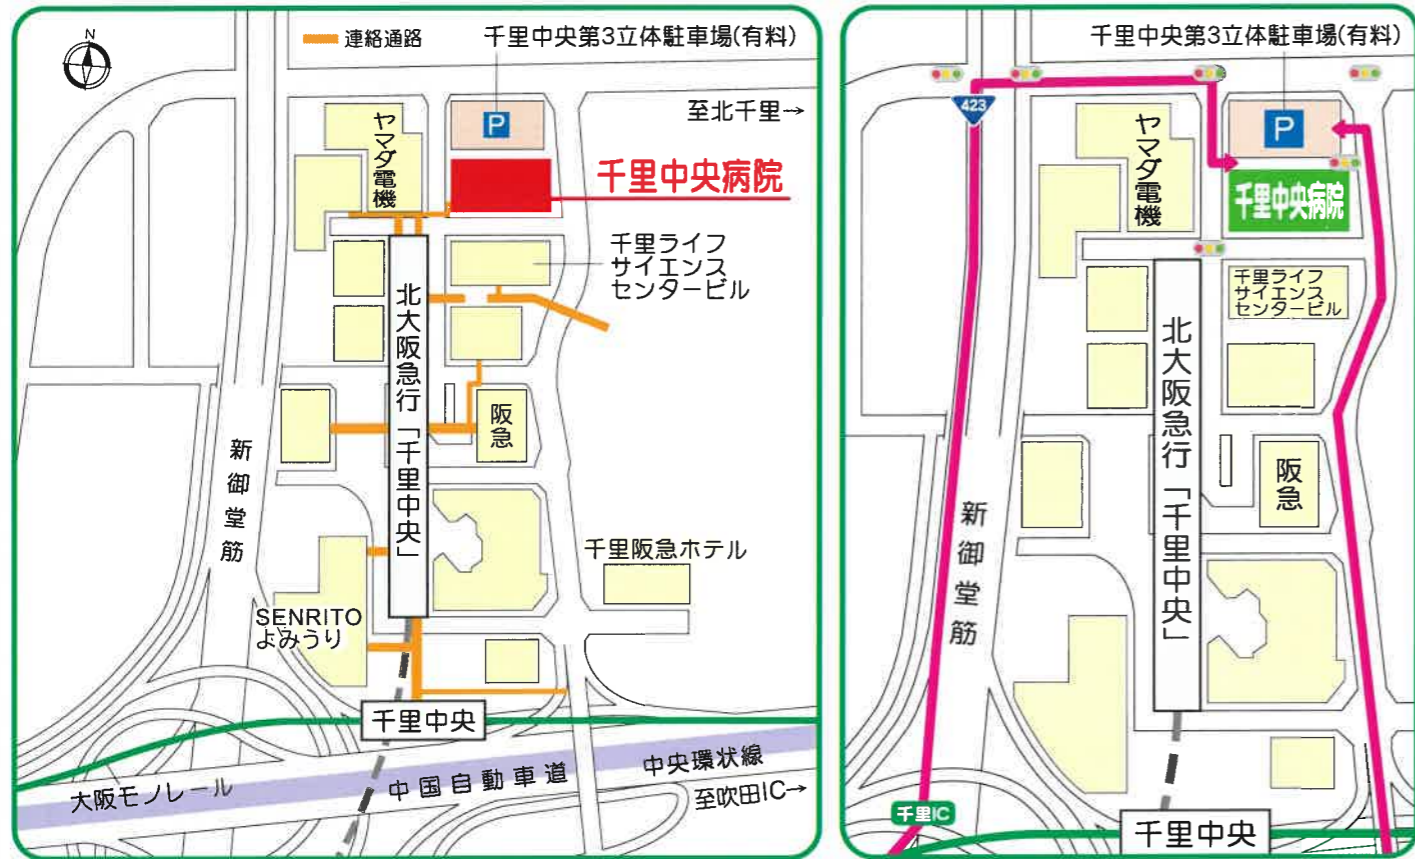 N
連絡通路
千里中央第3立体駐車場(有料)
P
至北千里→
ヤマダ電機
千里中央病院
千里ライフ
サイエンス
センタービル
北大阪急行「千里中央」
阪急
新御堂筋
千里阪急ホテル
SENRITO
よみうり
千里中央
大阪モノレール
中国自動車道
中央環状線
至吹田IC→
千里中央第3立体駐車場(有料)
423
P
ヤマダ電機
千里中央病院
千里ライフ
サイエンス
センタービル
北大阪急行「千里中央」
阪急
新御堂筋
千里IC
千里中央